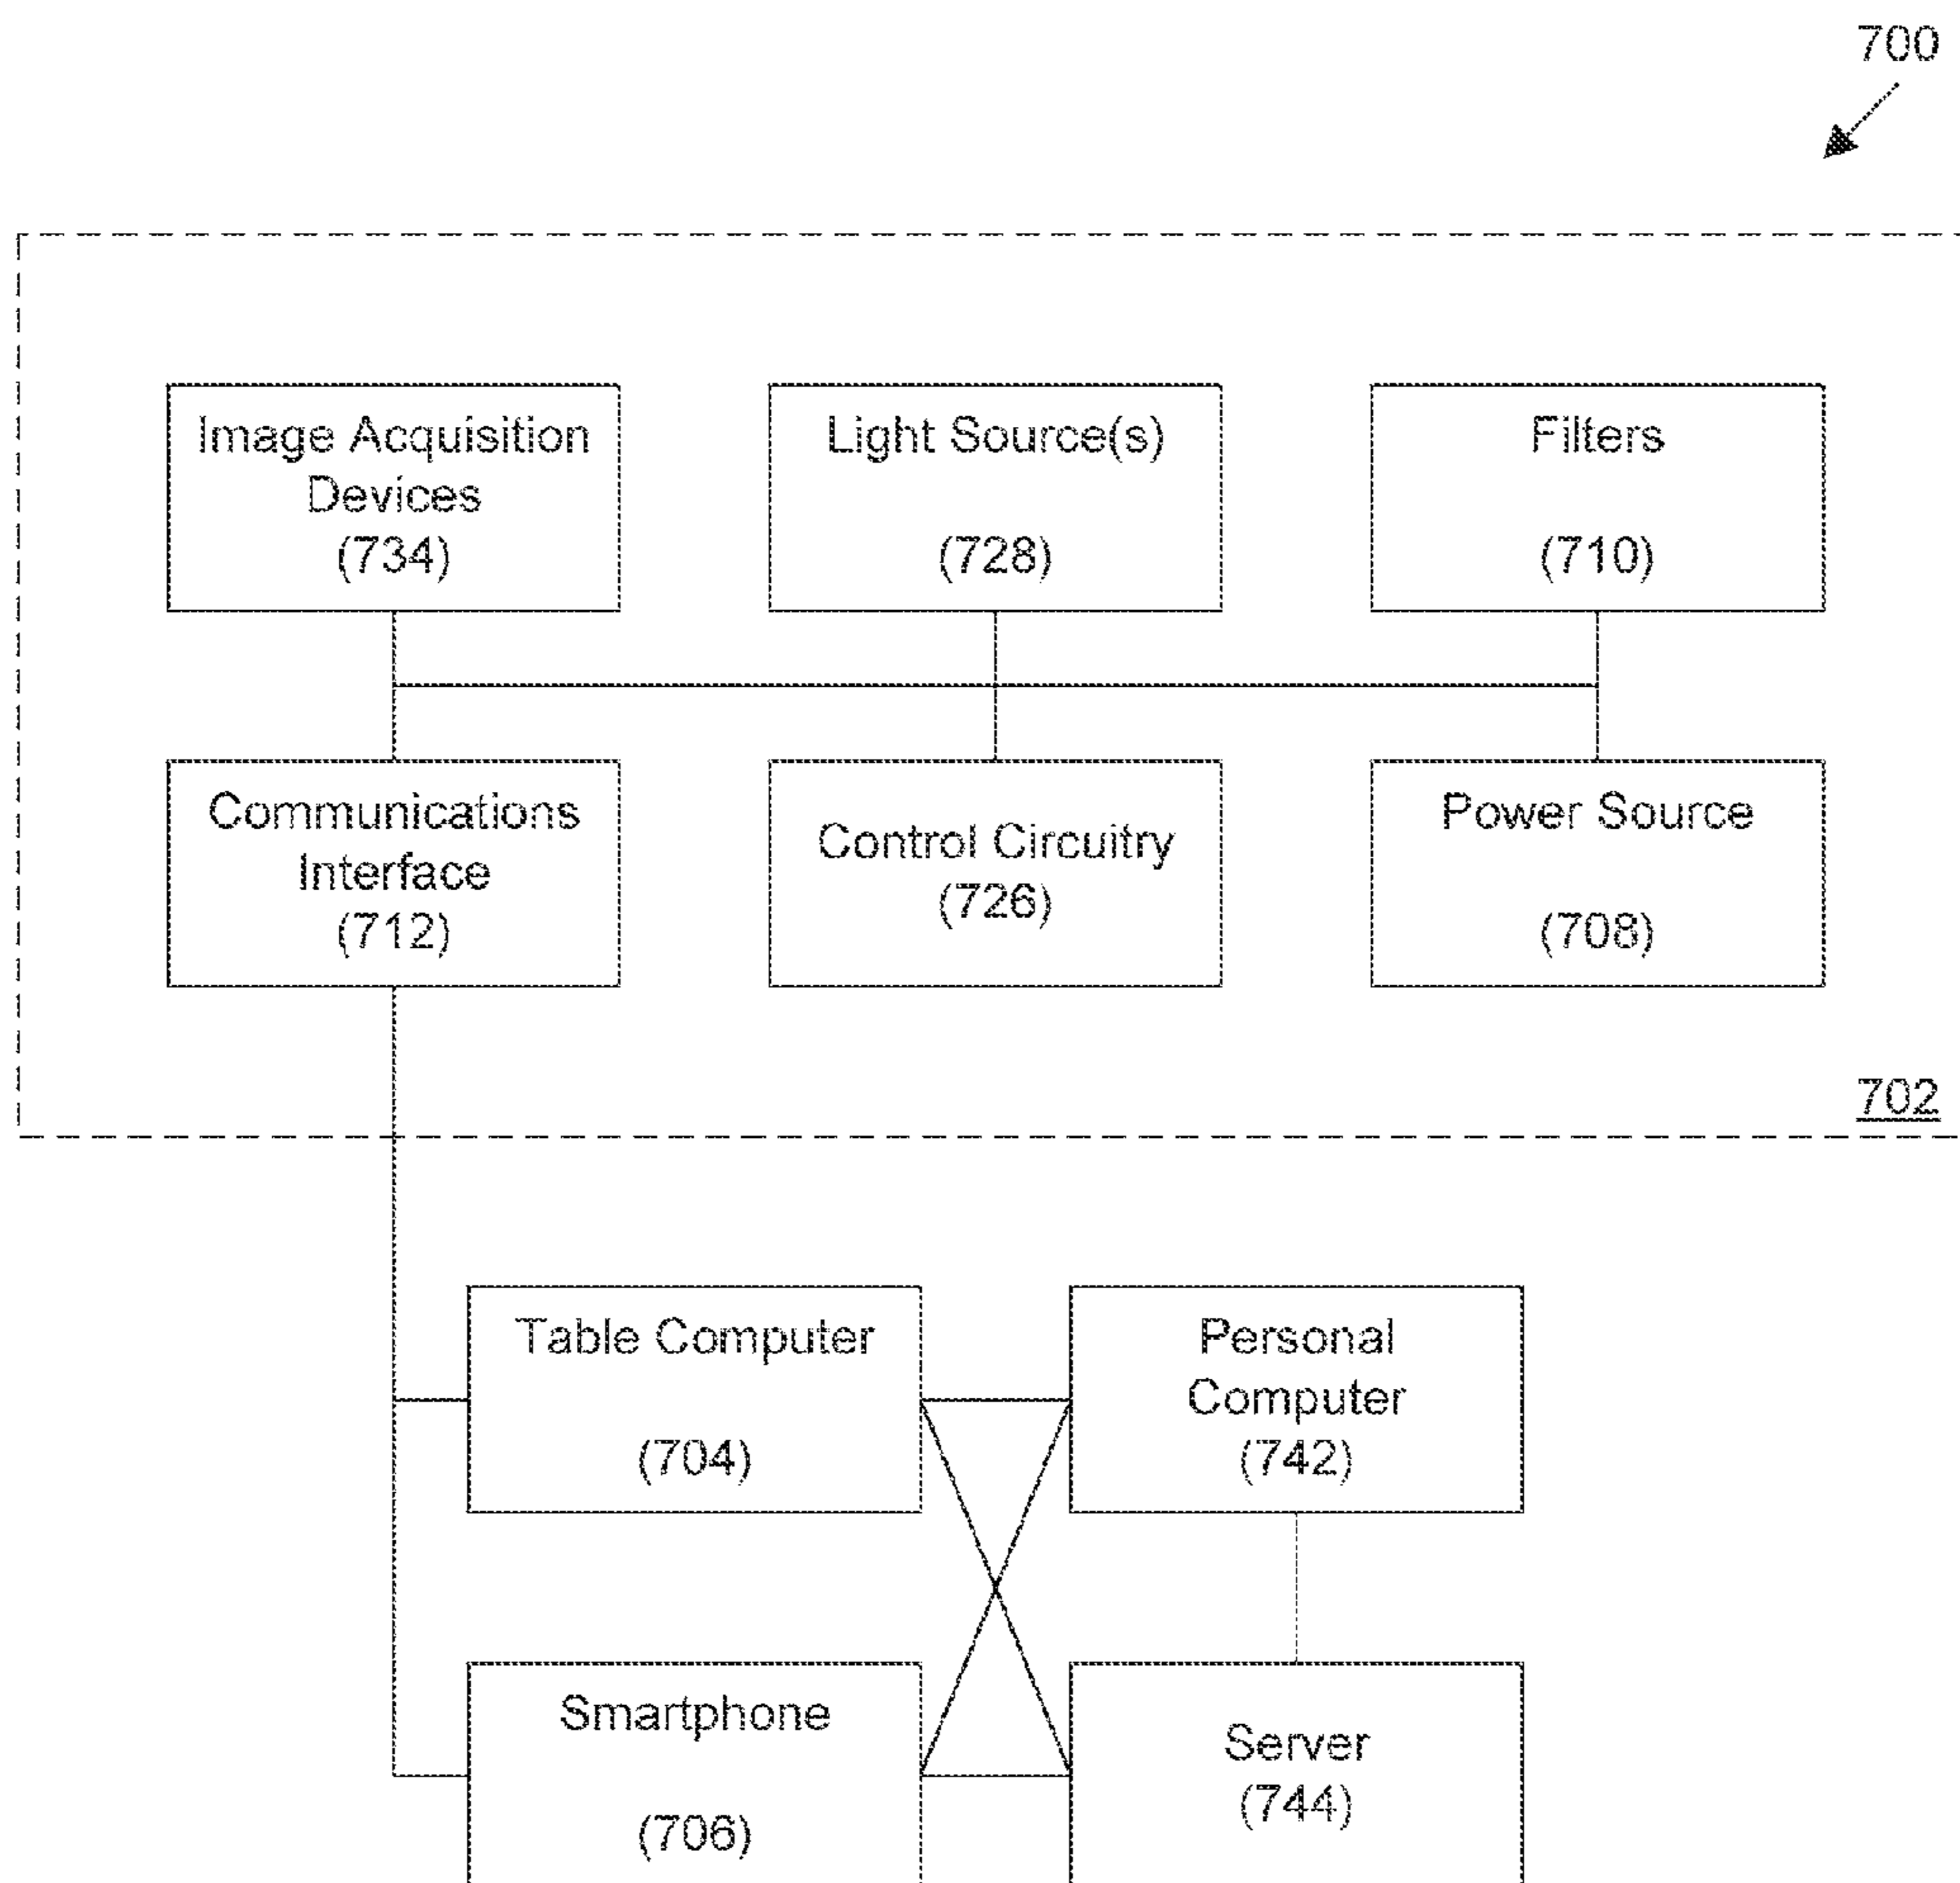 700
Image Acquisition
Devices
(734)
Light Source(s)
(728)
Filters
(710)
Communications
Interface
(712)
Control Circuitry
(726)
Power Source
(708)
702
Table Computer
(704)
Personal
Computer
(742)
Smartphone
(706)
Server
(744)